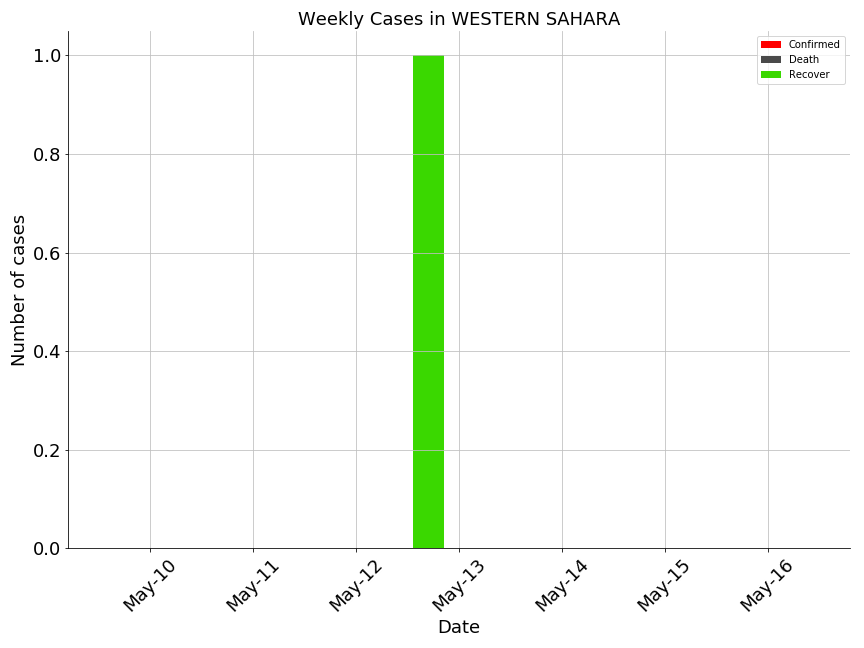 Weekly Cases in WESTERN SAHARA
Confirmed
Death
Recover
Number of cases
1.0
0.8
0.6
0.4
0.2
0.0
May-10
May-11
May-12
May-13
May-14
May-15
May-16
Date